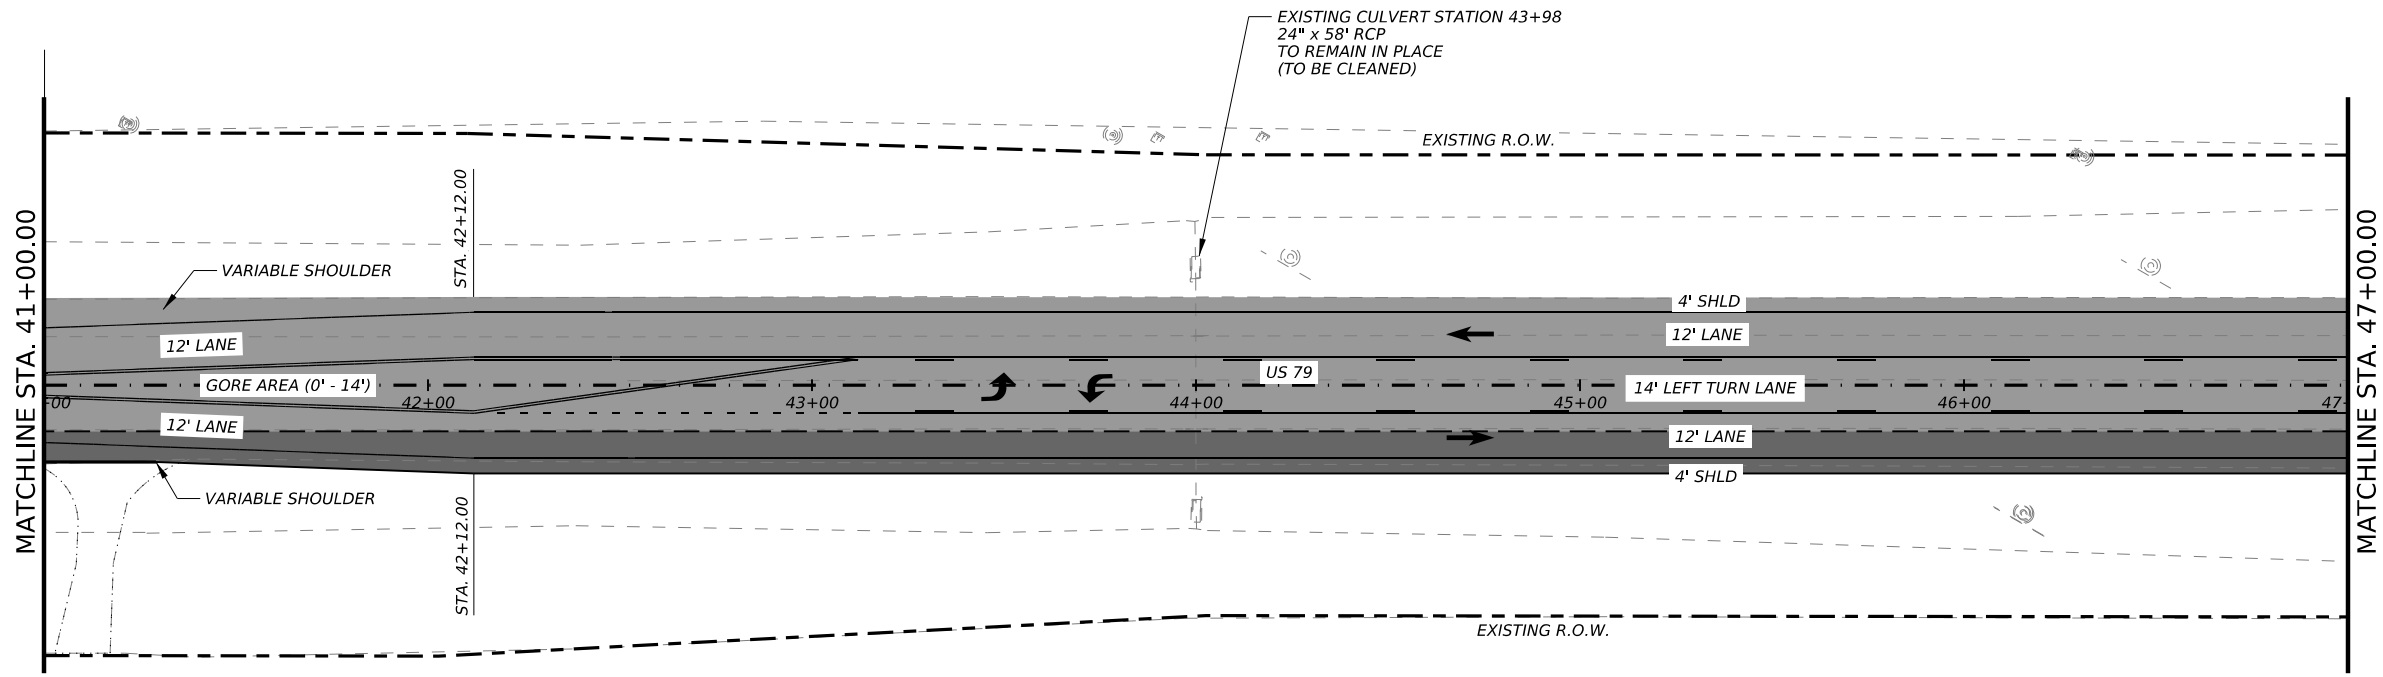 EXISTING CULVERT STATION 43+98
24" x 58' RCP
TO REMAIN IN PLACE
(TO BE CLEANED)
EXISTING R.O.W.
MATCHLINE STA. 41+00.00
STA. 42+12.00
MATCHLINE STA. 47+00.00
VARIABLE SHOULDER
4' SHLD
12' LANE
12' LANE
US 79
GORE AREA (0' - 14')
14' LEFT TURN LANE
-00
42+00
43+00
44+00
45+00
46+00
47-
12' LANE
12' LANE
4' SHLD
VARIABLE SHOULDER
STA. 42+12.00
EXISTING R.O.W.